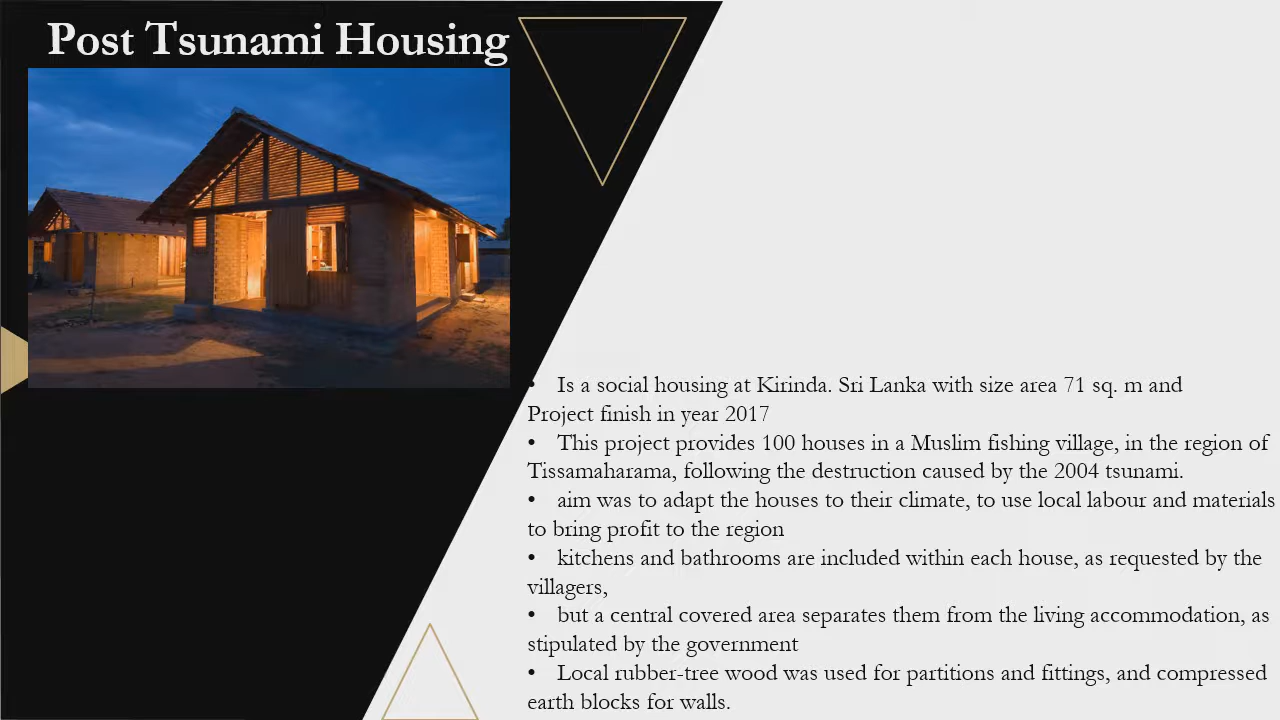 Post Tsunami Housing
• Is a social housing at Kirinda. Sri Lanka with size area 71 sq. m and
Project finish in year 2017
• This project provides 100 houses in a Muslim fishing village, in the region of
Tissamaharama, following the destruction caused by the 2004 tsunami.
• aim was to adapt the houses to their climate, to use local labour and materials
to bring profit to the region
• kitchens and bathrooms are included within each house, as requested by the
villagers,
• but a central covered area separates them from the living accommodation, as
stipulated by the government
• Local rubber-tree wood was used for partitions and fittings, and compressed
earth blocks for walls.